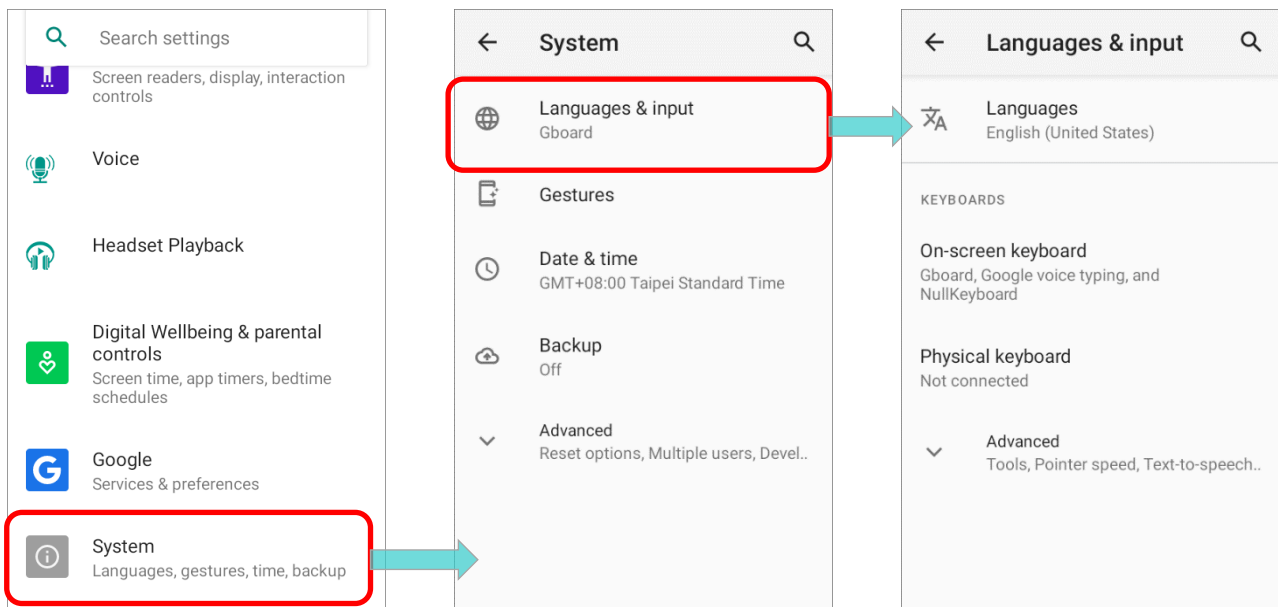 Search settings
Screen readers, display, interaction
controls
Voice
Headset Playback
Digital Wellbeing & parental
controls
Screen time, app timers, bedtime
schedules
Google
Services & preferences
System
Languages, gestures, time, backup
System
Languages & input
Gboard
Gestures
Date & time
GMT+08:00 Taipei Standard Time
Backup
Off
Advanced
Reset options, Multiple users, Devel..
Languages & input
Languages
English (United States)
KEYBOARDS
On-screen keyboard
Gboard, Google voice typing, and
NullKeyboard
Physical keyboard
Not connected
Advanced
Tools, Pointer speed, Text-to-speech..